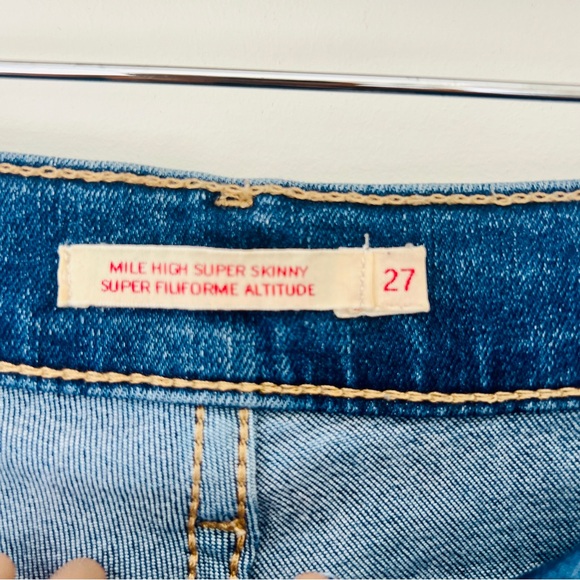 MILE HIGH SUPER SKINNY
SUPER FILIFORME ALTITUDE
27